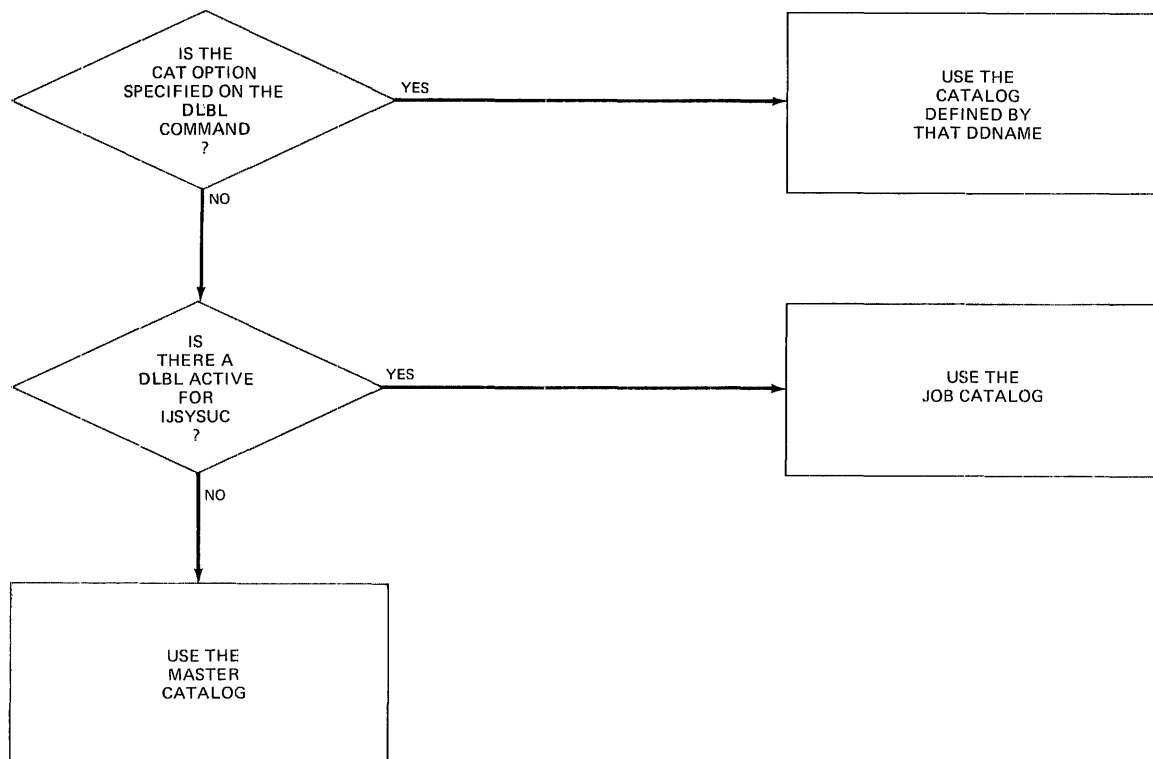 IS THE
CAT OPTION
SPECIFIED ON THE
DLBL
COMMAND
?
YES
USE THE
CATALOG
DEFINED BY
THAT DDNAME
NO
IS
THERE A
DLBL ACTIVE
FOR
IJSYSUC
?
YES
USE THE
JOB CATALOG
NO
USE THE
MASTER
CATALOG